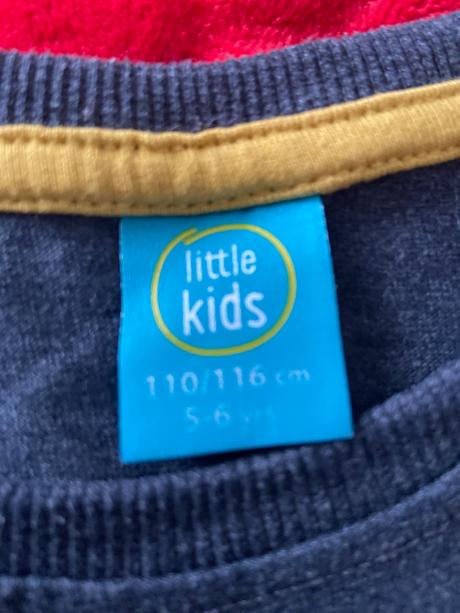 little
kids
110/116 cm
5-6 yrs